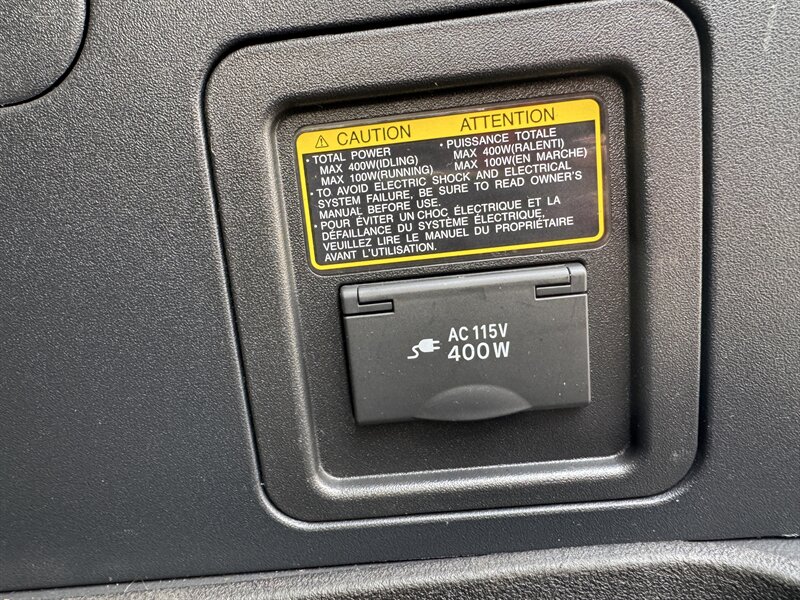 CAUTION ATTENTION
• TOTAL POWER
MAX 400W(IDLING)
MAX 100W(RUNNING)
• PUISSANCE TOTALE
MAX 400W(RALENTI)
MAX 100W(EN MARCHE)
• TO AVOID ELECTRIC SHOCK AND ELECTRICAL
SYSTEM FAILURE, BE SURE TO READ OWNER'S
MANUAL BEFORE USE.
• POUR ÉVITER UN CHOC ÉLECTRIQUE ET LA
DÉFAILLANCE DU SYSTÈME ÉLECTRIQUE,
VEUILLEZ LIRE LE MANUEL DU PROPRIÉTAIRE
AVANT L'UTILISATION.
AC 115V
400W